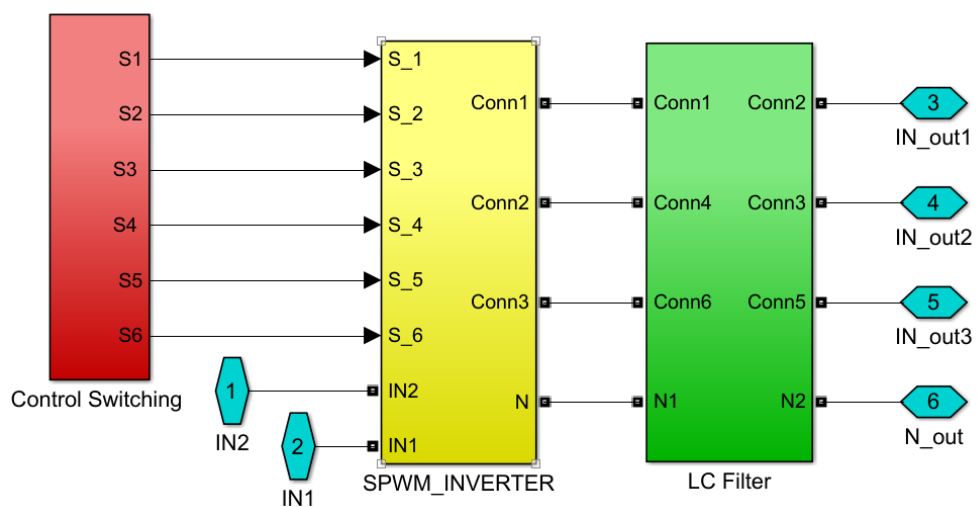 S1
S2
S3
S4
S5
S6
Control Switching
1
IN2
2
IN1
S_1
S_2
S_3
S_4
S_5
S_6
IN2
IN1
Conn1
Conn2
Conn3
N
SPWM_INVERTER
Conn1
Conn4
Conn6
N1
Conn2
Conn3
Conn5
N2
LC Filter
3
IN_out1
4
IN_out2
5
IN_out3
6
N_out